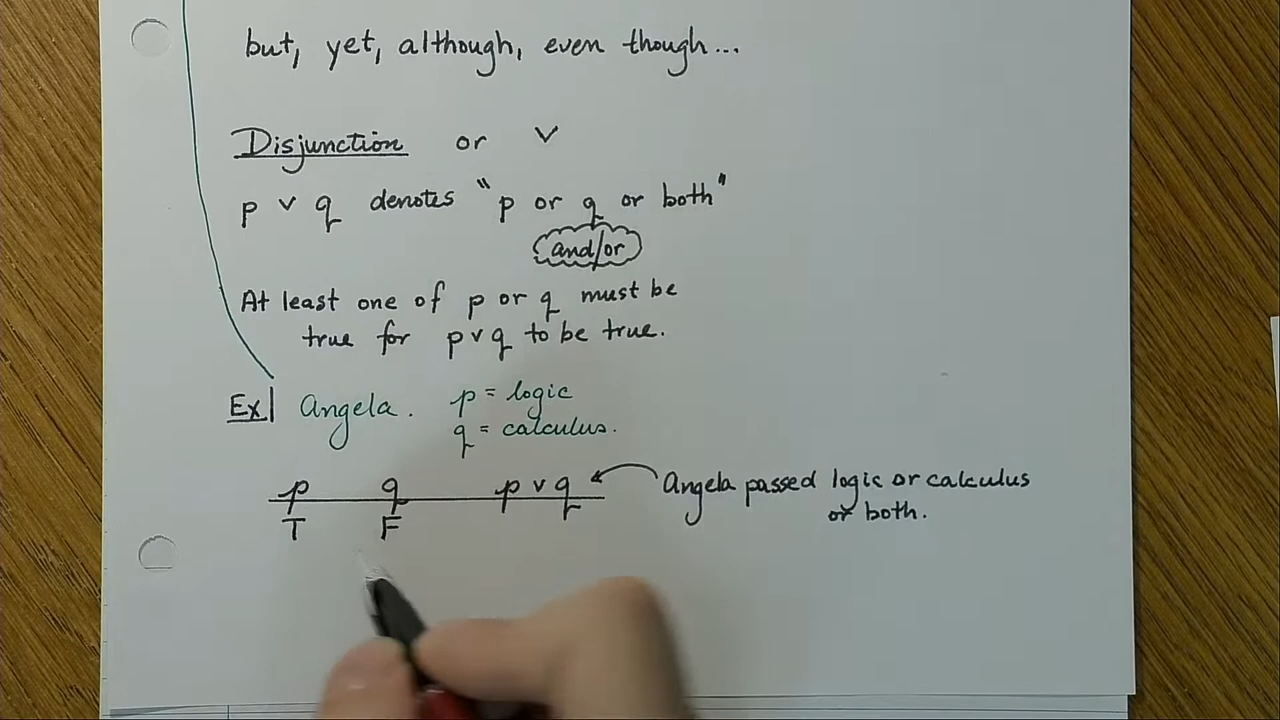 but, yet, although, even though...
Disjunction or ∨
p ∨ q denotes "p or q or both"
and/or
At least one of p or q must be
true for p∨q to be true.
Ex| Angela. p = logic
q = calculus.
p q p ∨ q Angela passed logic or calculus
or both.
T F